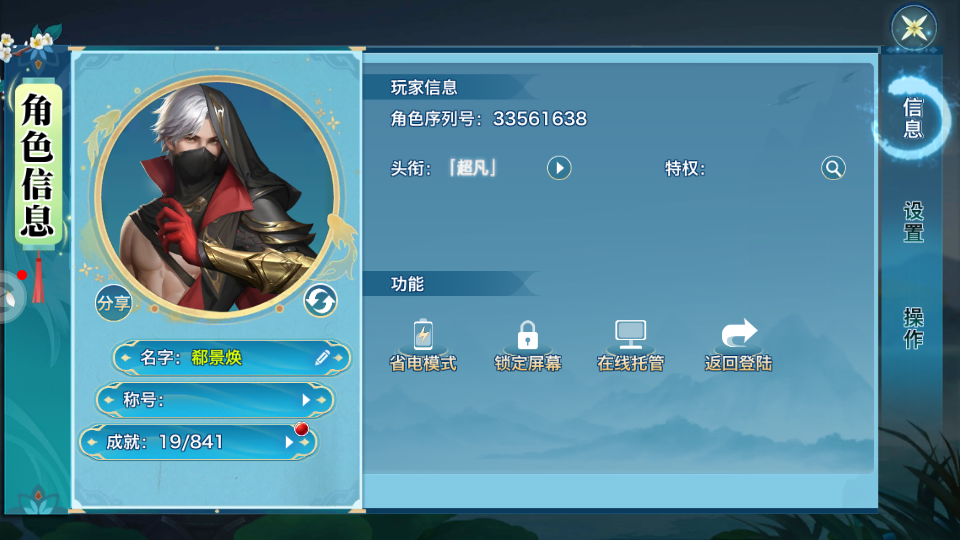 角色信息
分享
名字：郗景焕
称号：
成就：19/841
玩家信息
角色序列号：33561638
头衔：「超凡」
特权：
功能
省电模式
锁定屏幕
在线托管
返回登陆
信息
设置
操作